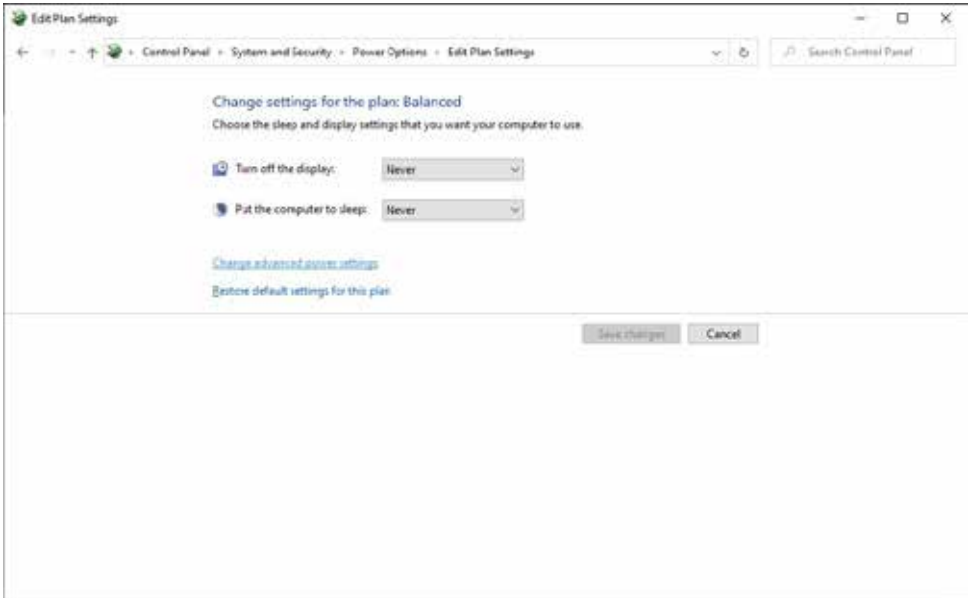 Edit Plan Settings
Control Panel System and Security Power Options Edit Plan Settings
Search Control Panel
Change settings for the plan: Balanced
Choose the sleep and display settings that you want your computer to use.
Turn off the display: Never
Put the computer to sleep: Never
Change advanced power settings
Restore default settings for this plan
Save changes Cancel